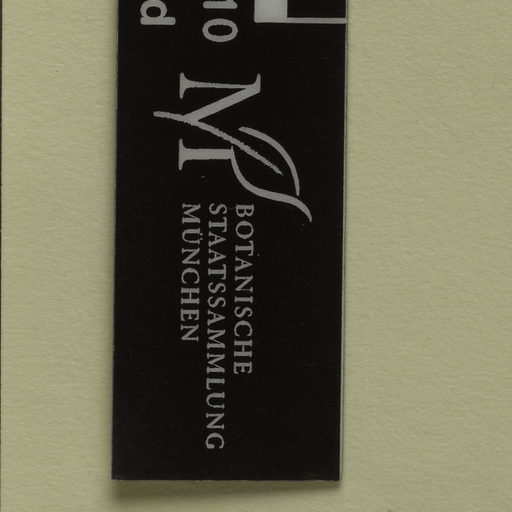 10
d
M
BOTANISCHE
STAATSSAMMLUNG
MÜNCHEN